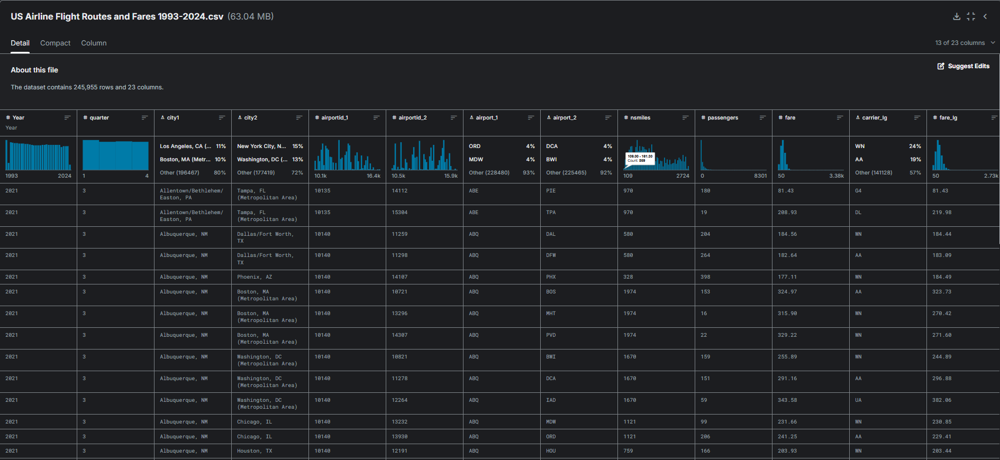 US Airline Flight Routes and Fares 1993-2024.csv (63.04 MB)
Detail Compact Column
13 of 23 columns
About this file
Suggest Edits
The dataset contains 245,955 rows and 23 columns.
# Year # quarter A city1 A city2 # airportid_1 # airportid_2 A airport_1 A airport_2 # nsmiles # passengers # fare A carrier_lg # fare_lg
Year
Los Angeles, CA (... 11% New York City, N... 15% ORD 4% DCA 4% WN 24%
109.00 - 161.30
Boston, MA (Metr... 10% Washington, DC (... 13% MDW 4% BWI 4% Count: 869 AA 19%
Other (196467) 80% Other (177419) 72% Other (228480) 93% Other (225465) 92% Other (141128) 57%
1993 2024 1 4 10.1k 16.4k 10.5k 15.9k 109 2724 0 8301 50 3.38k 50 2.73k
2021 3 Allentown/Bethlehem/ Tampa, FL 10135 14112 ABE PIE 970 180 81.43 G4 81.43
Easton, PA (Metropolitan Area)
2021 3 Allentown/Bethlehem/ Tampa, FL 10135 15304 ABE TPA 970 19 208.93 DL 219.98
Easton, PA (Metropolitan Area)
2021 3 Albuquerque, NM Dallas/Fort Worth, 10140 11259 ABQ DAL 580 204 184.56 WN 184.44
TX
2021 3 Albuquerque, NM Dallas/Fort Worth, 10140 11298 ABQ DFW 580 264 182.64 AA 183.09
TX
2021 3 Albuquerque, NM Phoenix, AZ 10140 14107 ABQ PHX 328 398 177.11 WN 184.49
2021 3 Albuquerque, NM Boston, MA 10140 10721 ABQ BOS 1974 153 324.97 AA 323.73
(Metropolitan Area)
2021 3 Albuquerque, NM Boston, MA 10140 13296 ABQ MHT 1974 16 315.90 WN 270.42
(Metropolitan Area)
2021 3 Albuquerque, NM Boston, MA 10140 14307 ABQ PVD 1974 22 329.22 WN 271.60
(Metropolitan Area)
2021 3 Albuquerque, NM Washington, DC 10140 10821 ABQ BWI 1670 159 255.89 WN 244.89
(Metropolitan Area)
2021 3 Albuquerque, NM Washington, DC 10140 11278 ABQ DCA 1670 151 291.16 AA 296.88
(Metropolitan Area)
2021 3 Albuquerque, NM Washington, DC 10140 12264 ABQ IAD 1670 59 343.58 UA 382.06
(Metropolitan Area)
2021 3 Albuquerque, NM Chicago, IL 10140 13232 ABQ MDW 1121 99 231.66 WN 230.85
2021 3 Albuquerque, NM Chicago, IL 10140 13930 ABQ ORD 1121 206 241.25 AA 229.41
2021 3 Albuquerque, NM Houston, TX 10140 12191 ABQ HOU 759 166 203.93 WN 203.44